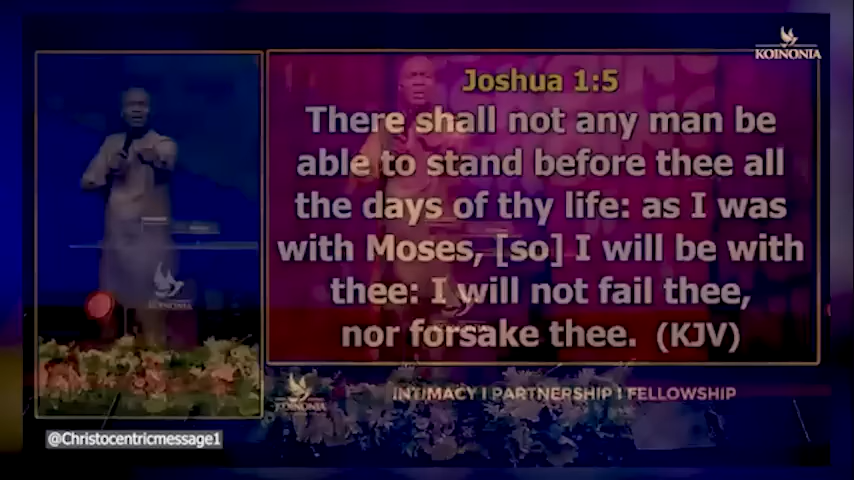 KOINONIA
Joshua 1:5
There shall not any man be
able to stand before thee all
the days of thy life: as I was
with Moses, [so] I will be with
thee: I will not fail thee,
nor forsake thee. (KJV)
KOINONIA
KOINONIA
INTIMACY I PARTNERSHIP I FELLOWSHIP
@Christocentricmessage1